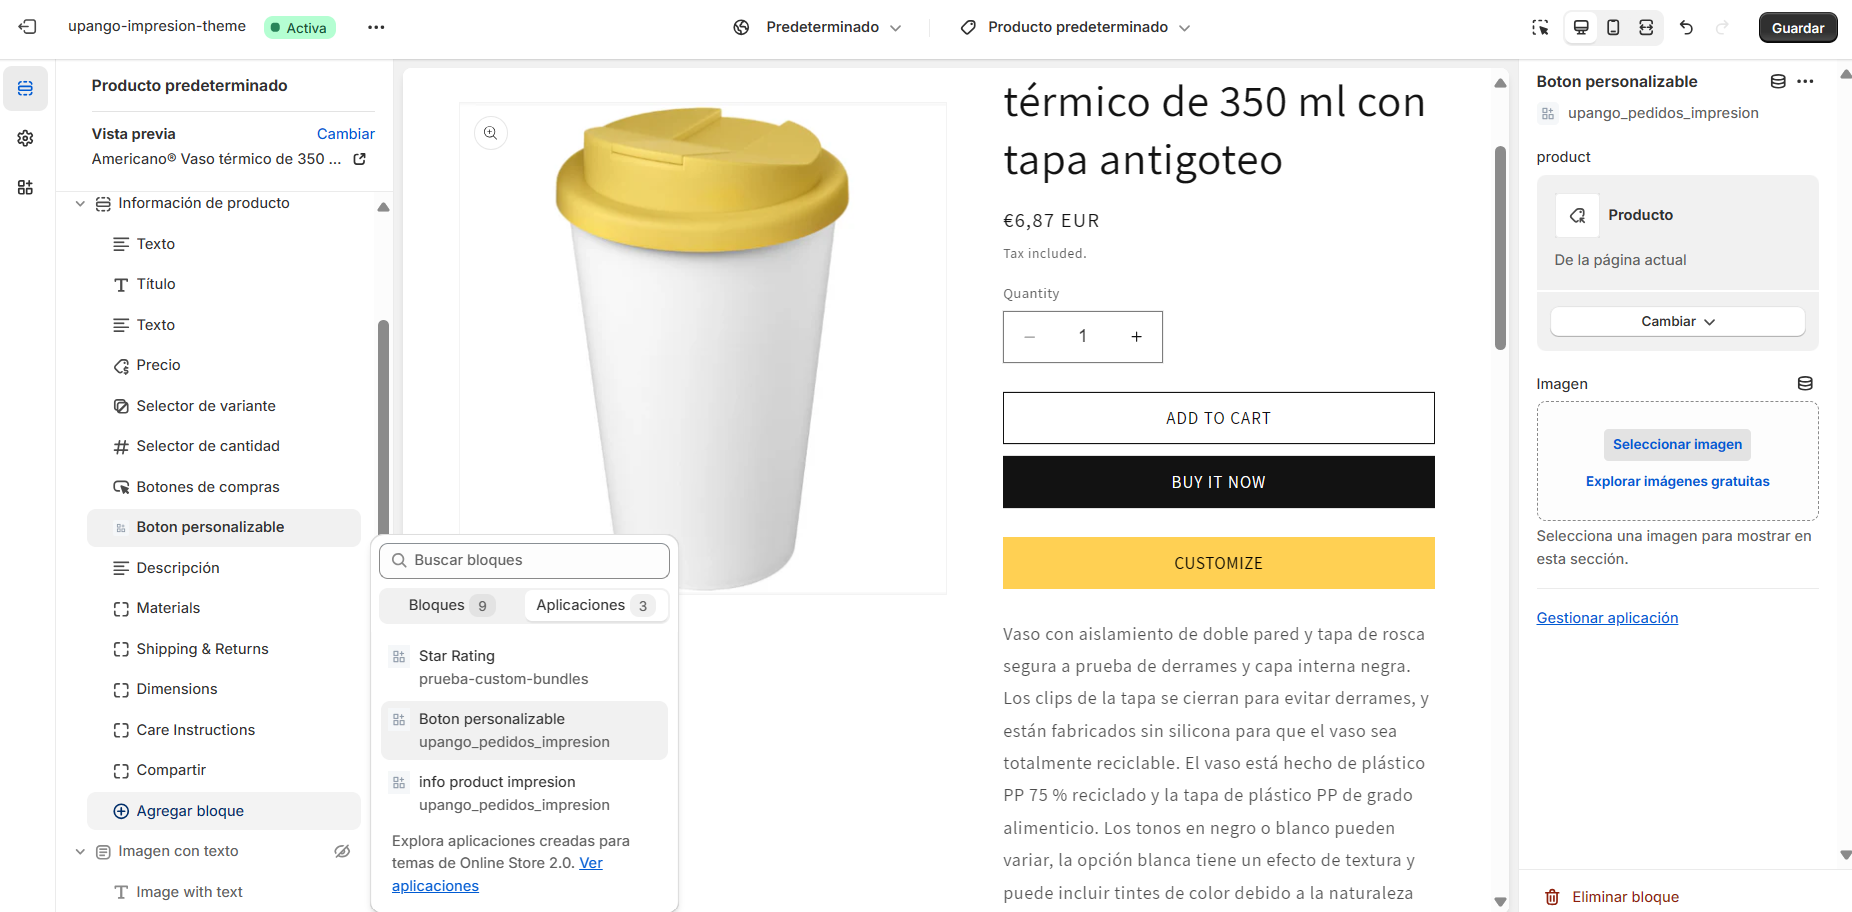 upango-impresion-theme
Activa
Predeterminado
Producto predeterminado
Guardar
Producto predeterminado
Vista previa
Cambiar
Americano® Vaso térmico de 350 ...
Información de producto
Texto
Título
Texto
Precio
Selector de variante
Selector de cantidad
Botones de compras
Boton personalizable
Descripción
Materials
Shipping & Returns
Dimensions
Care Instructions
Compartir
Agregar bloque
Imagen con texto
Image with text
Buscar bloques
Bloques 9
Aplicaciones 3
Star Rating
prueba-custom-bundles
Boton personalizable
upango_pedidos_impresion
info product impresion
upango_pedidos_impresion
Explora aplicaciones creadas para
temas de Online Store 2.0. Ver
aplicaciones
térmico de 350 ml con
tapa antigoteo
€6,87 EUR
Tax included.
Quantity
− 1 +
ADD TO CART
BUY IT NOW
CUSTOMIZE
Vaso con aislamiento de doble pared y tapa de rosca
segura a prueba de derrames y capa interna negra.
Los clips de la tapa se cierran para evitar derrames, y
están fabricados sin silicona para que el vaso sea
totalmente reciclable. El vaso está hecho de plástico
PP 75 % reciclado y la tapa de plástico PP de grado
alimenticio. Los tonos en negro o blanco pueden
variar, la opción blanca tiene un efecto de textura y
puede incluir tintes de color debido a la naturaleza
Boton personalizable
upango_pedidos_impresion
product
Producto
De la página actual
Cambiar
Imagen
Seleccionar imagen
Explorar imágenes gratuitas
Selecciona una imagen para mostrar en
esta sección.
Gestionar aplicación
Eliminar bloque